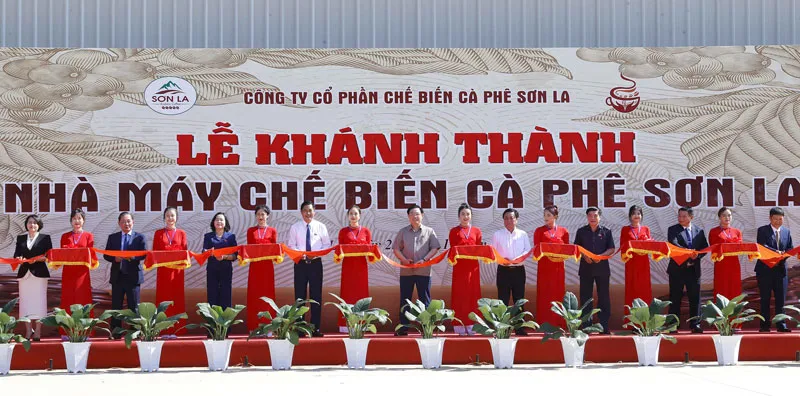 SƠN LA
CÔNG TY CỔ PHẦN CHẾ BIẾN CÀ PHÊ SƠN LA
LỄ KHÁNH THÀNH
NHÀ MÁY CHẾ BIẾN CÀ PHÊ SƠN LA